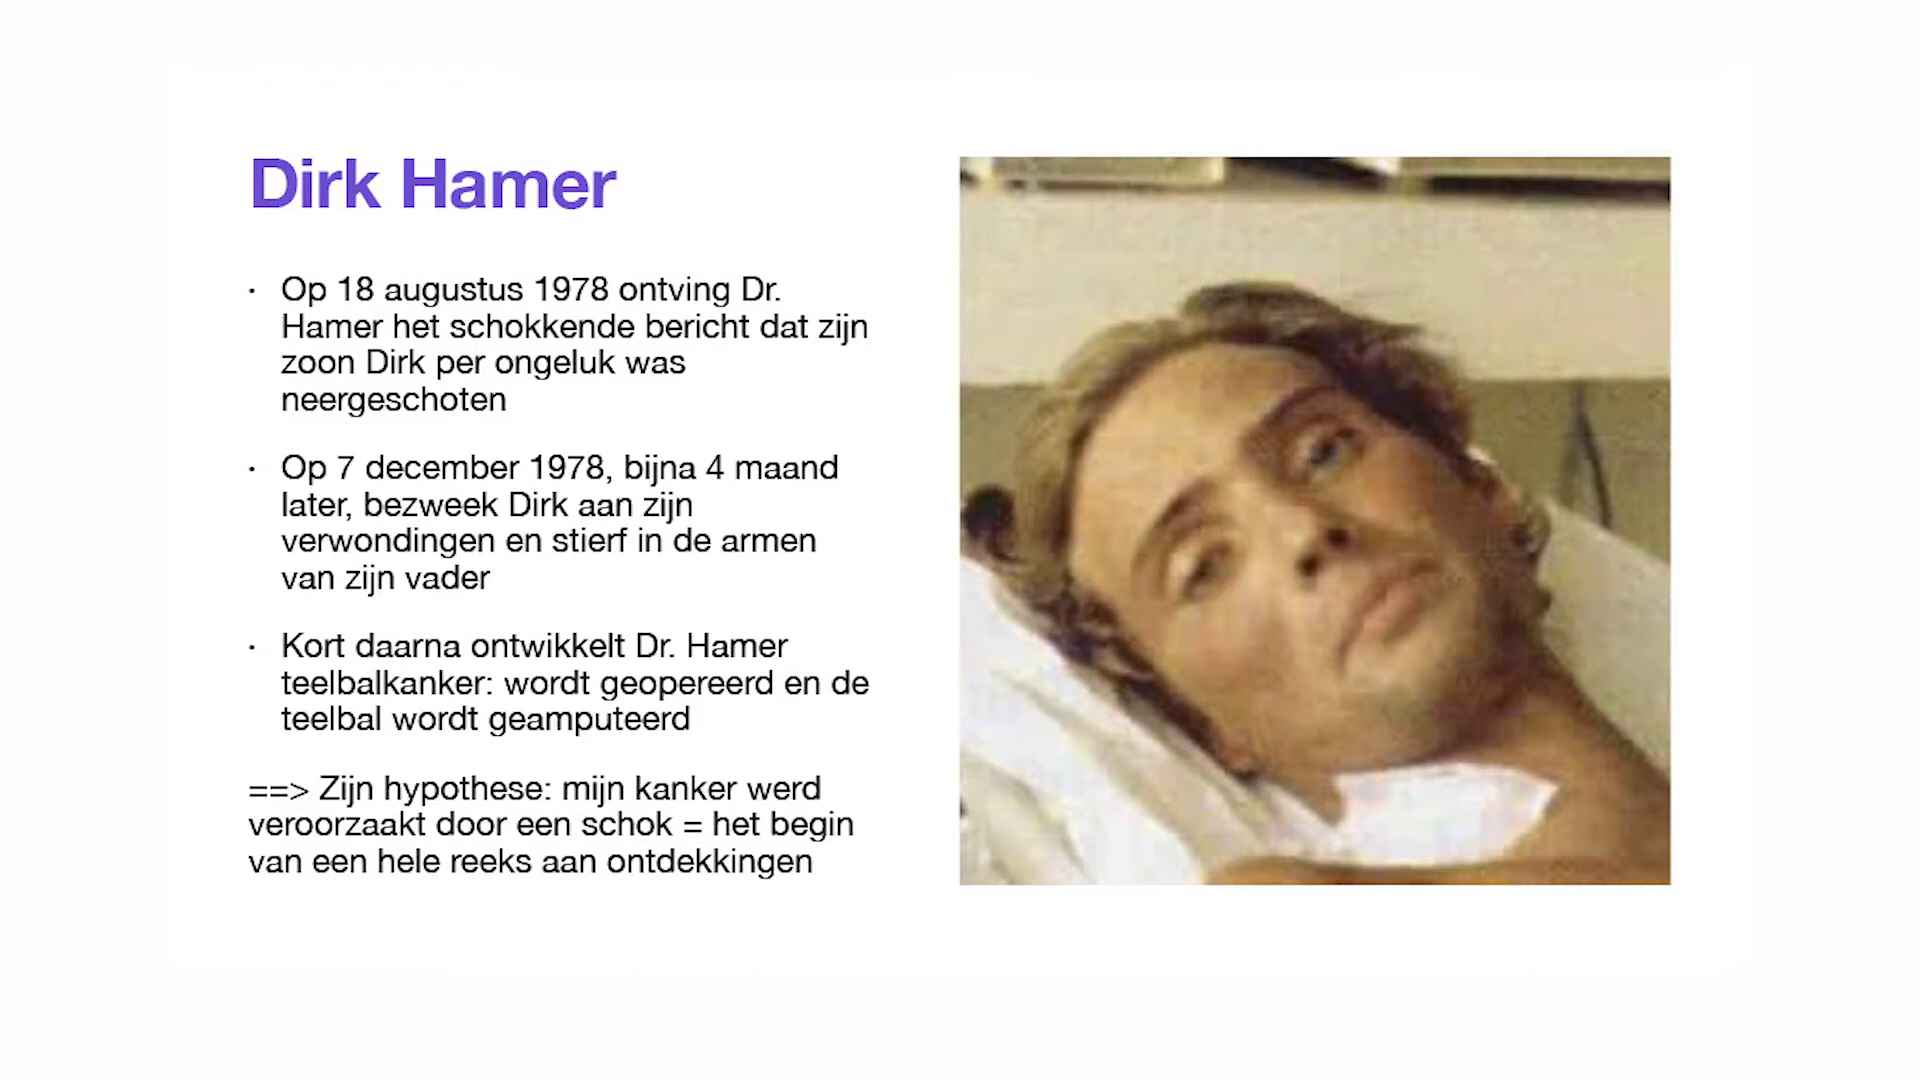 Dirk Hamer
· Op 18 augustus 1978 ontving Dr.
Hamer het schokkende bericht dat zijn
zoon Dirk per ongeluk was
neergeschoten
· Op 7 december 1978, bijna 4 maand
later, bezweek Dirk aan zijn
verwondingen en stierf in de armen
van zijn vader
· Kort daarna ontwikkelt Dr. Hamer
teelbalkanker: wordt geopereerd en de
teelbal wordt geamputeerd
==> Zijn hypothese: mijn kanker werd
veroorzaakt door een schok = het begin
van een hele reeks aan ontdekkingen